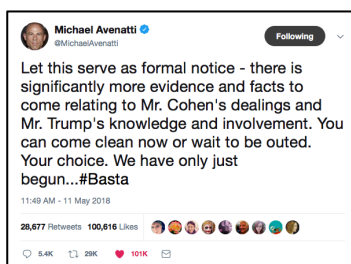 Michael Avenatti
@MichaelAvenatti
Following
Let this serve as formal notice - there is
significantly more evidence and facts to
come relating to Mr. Cohen's dealings and
Mr. Trump's knowledge and involvement. You
can come clean now or wait to be outed.
Your choice. We have only just
begun...#Basta
11:49 AM - 11 May 2018
28,677 Retweets 100,616 Likes
5.4K 29K 101K